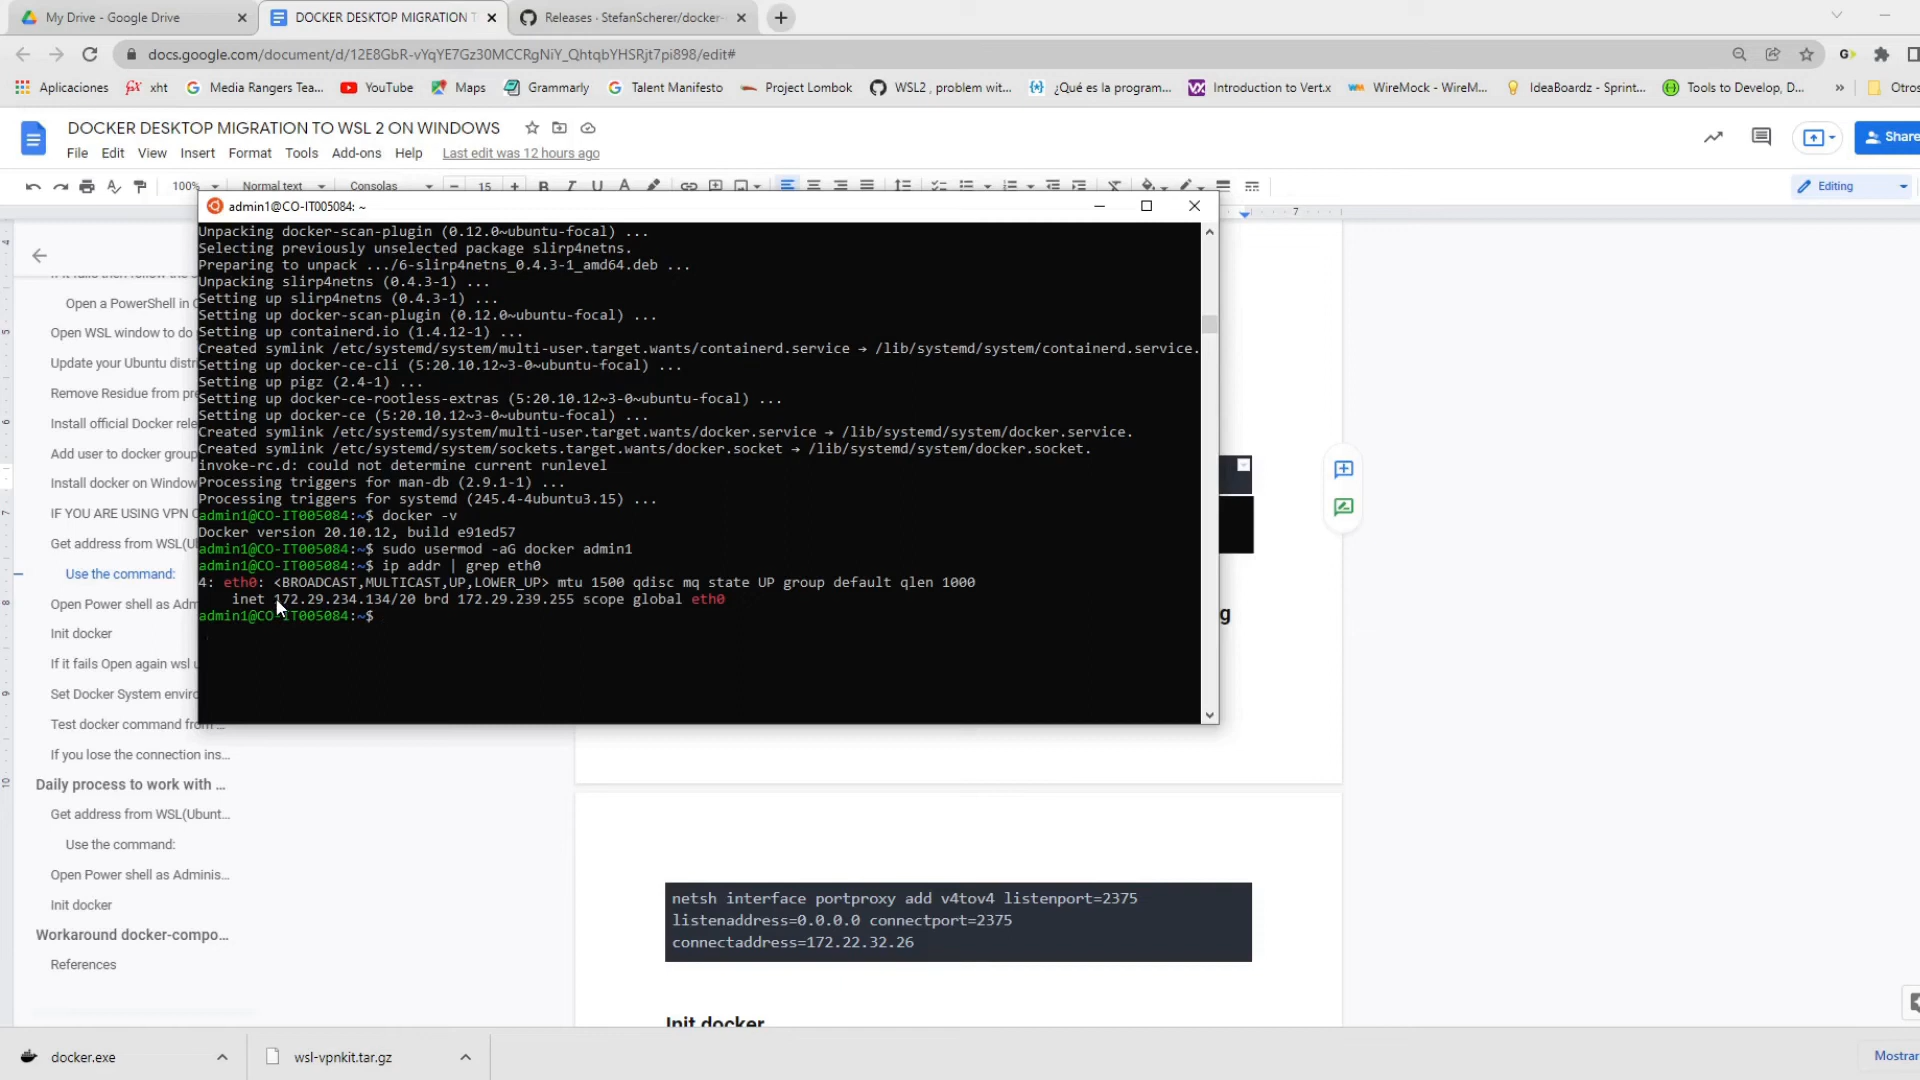 My Drive - Google Drive
DOCKER DESKTOP MIGRATION T
Releases · StefanScherer/docker-
docs.google.com/document/d/12E8GbR-vYqYE7Gz30MCCRgNiY_QhtqbYHSRjt7pi898/edit#
Aplicaciones
xht
Media Rangers Tea...
YouTube
Maps
Grammarly
Talent Manifesto
Project Lombok
WSL2 , problem wit...
¿Qué es la program...
Introduction to Vert.x
WireMock - WireM...
IdeaBoardz - Sprint...
Tools to Develop, D...
»
Otros
DOCKER DESKTOP MIGRATION TO WSL 2 ON WINDOWS
File Edit View Insert Format Tools Add-ons Help Last edit was 12 hours ago
Share
100% Normal text Consolas 15
Editing
7
admin1@CO-IT005084: ~
Unpacking docker-scan-plugin (0.12.0~ubuntu-focal) ...
Selecting previously unselected package slirp4netns.
Preparing to unpack .../6-slirp4netns_0.4.3-1_amd64.deb ...
Unpacking slirp4netns (0.4.3-1) ...
Setting up slirp4netns (0.4.3-1) ...
Setting up docker-scan-plugin (0.12.0~ubuntu-focal) ...
Setting up containerd.io (1.4.12-1) ...
Created symlink /etc/systemd/system/multi-user.target.wants/containerd.service → /lib/systemd/system/containerd.service.
Setting up docker-ce-cli (5:20.10.12~3-0~ubuntu-focal) ...
Setting up pigz (2.4-1) ...
Setting up docker-ce-rootless-extras (5:20.10.12~3-0~ubuntu-focal) ...
Setting up docker-ce (5:20.10.12~3-0~ubuntu-focal) ...
Created symlink /etc/systemd/system/multi-user.target.wants/docker.service → /lib/systemd/system/docker.service.
Created symlink /etc/systemd/system/sockets.target.wants/docker.socket → /lib/systemd/system/docker.socket.
invoke-rc.d: could not determine current runlevel
Processing triggers for man-db (2.9.1-1) ...
Processing triggers for systemd (245.4-4ubuntu3.15) ...
admin1@CO-IT005084:~$ docker -v
Docker version 20.10.12, build e91ed57
admin1@CO-IT005084:~$ sudo usermod -aG docker admin1
admin1@CO-IT005084:~$ ip addr | grep eth0
4: eth0: <BROADCAST,MULTICAST,UP,LOWER_UP> mtu 1500 qdisc mq state UP group default qlen 1000
inet 172.29.234.134/20 brd 172.29.239.255 scope global eth0
admin1@CO-IT005084:~$
Open a PowerShell in
Open WSL window to do
Update your Ubuntu distr
Remove Residue from pr
Install official Docker rele
Add user to docker group
Install docker on Window
IF YOU ARE USING VPN
Get address from WSL(U
Use the command:
Open Power shell as Adm
Init docker
If it fails Open again wsl u
Set Docker System enviro
Test docker command from ...
If you lose the connection ins...
Daily process to work with ...
Get address from WSL(Ubunt...
Use the command:
Open Power shell as Adminis...
Init docker
Workaround docker-compo...
References
g
netsh interface portproxy add v4tov4 listenport=2375
listenaddress=0.0.0.0 connectport=2375
connectaddress=172.22.32.26
Init docker
docker.exe
wsl-vpnkit.tar.gz
Mostrar